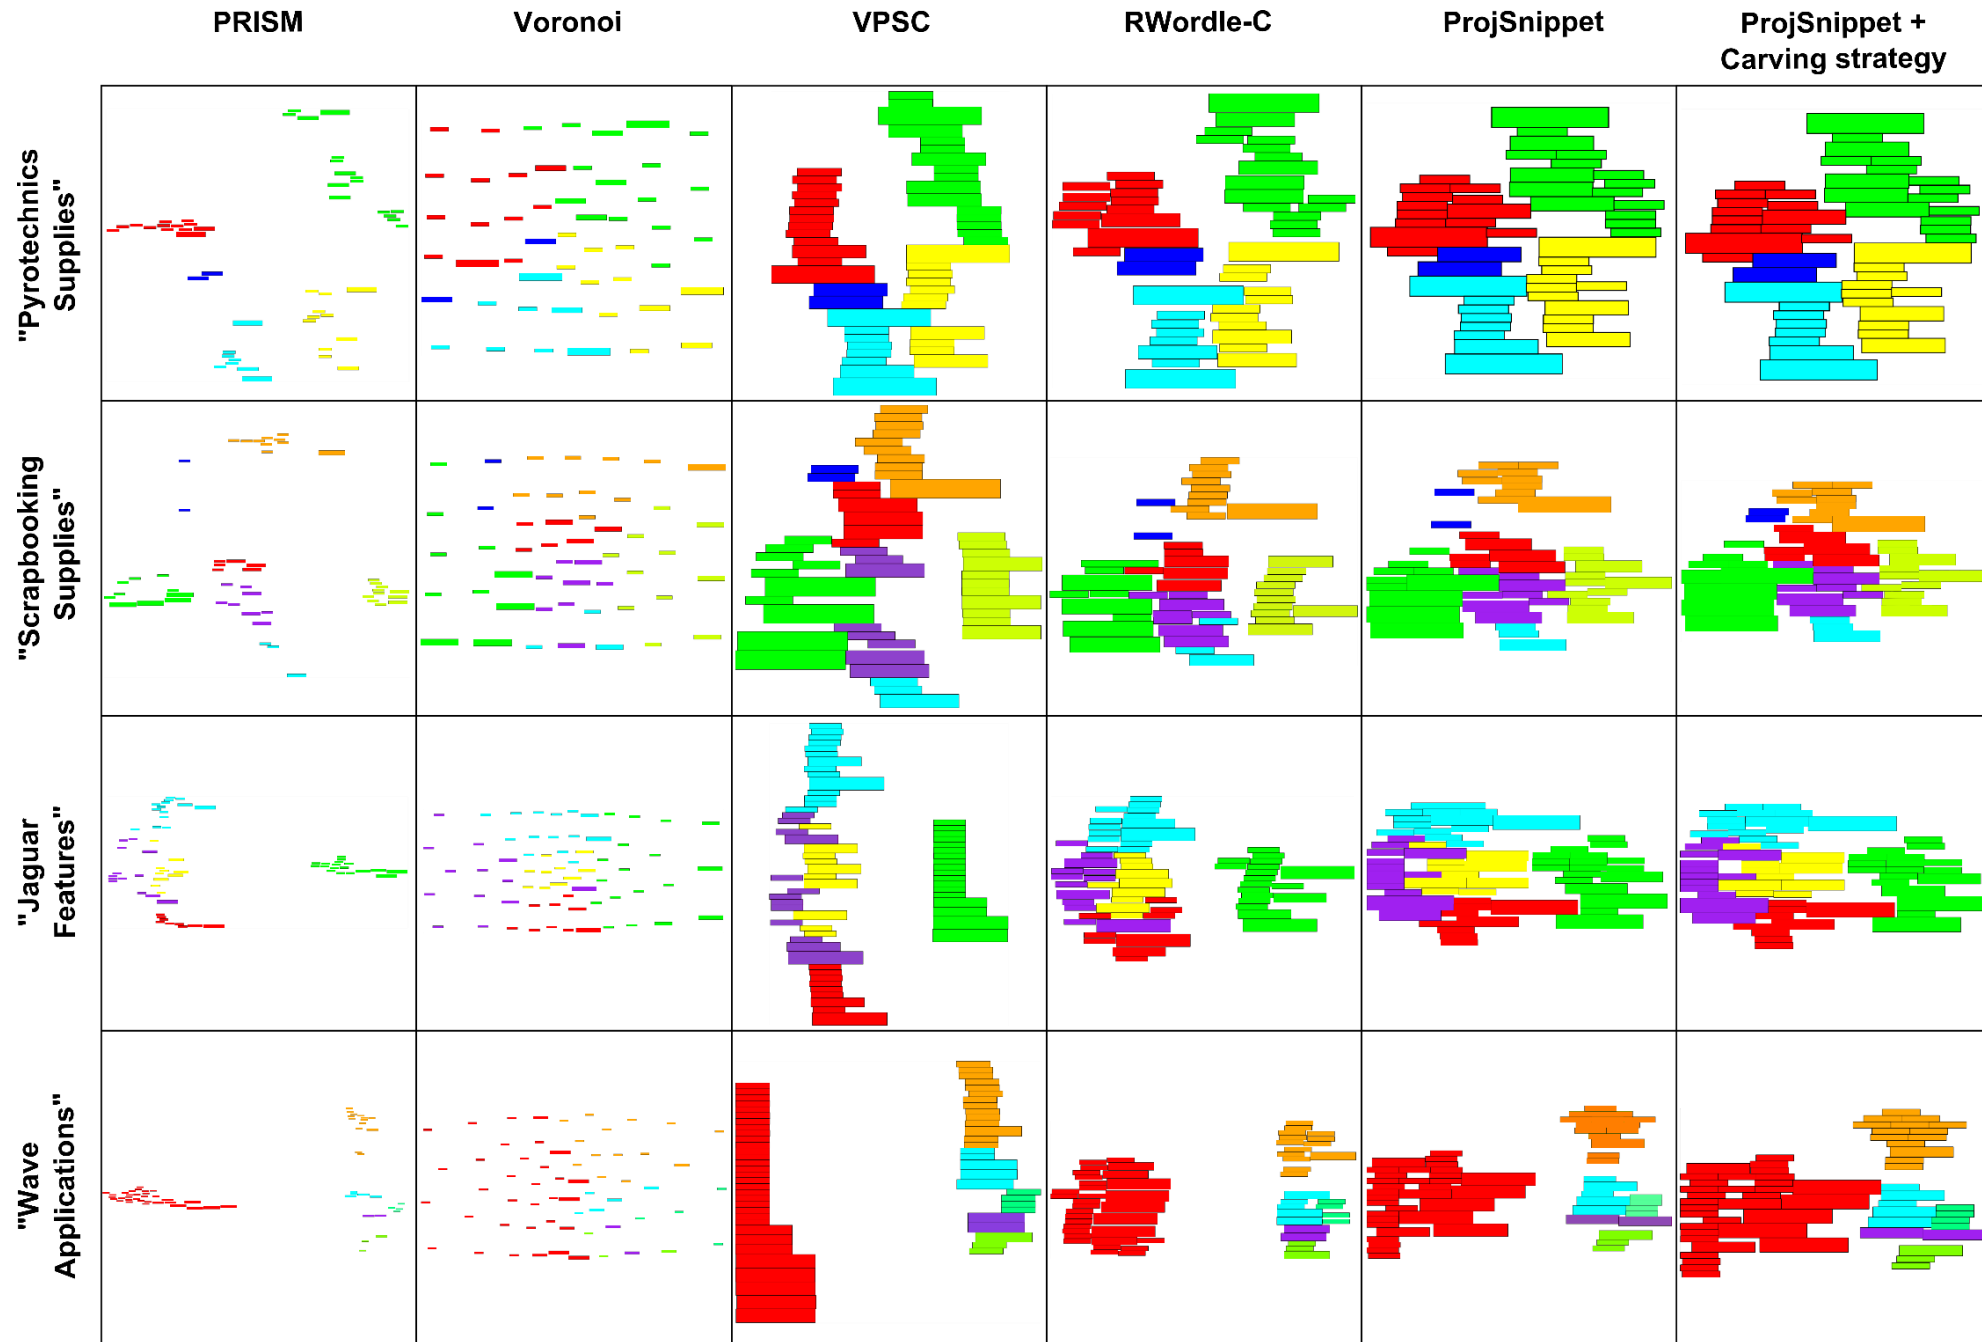 PRISM
Voronoi
VPSC
RWordle-C
ProjSnippet
ProjSnippet +
Carving strategy
"Pyrotechnics
Supplies"
"Scrapbooking
Supplies"
"Jaguar
Features"
"Wave
Applications"